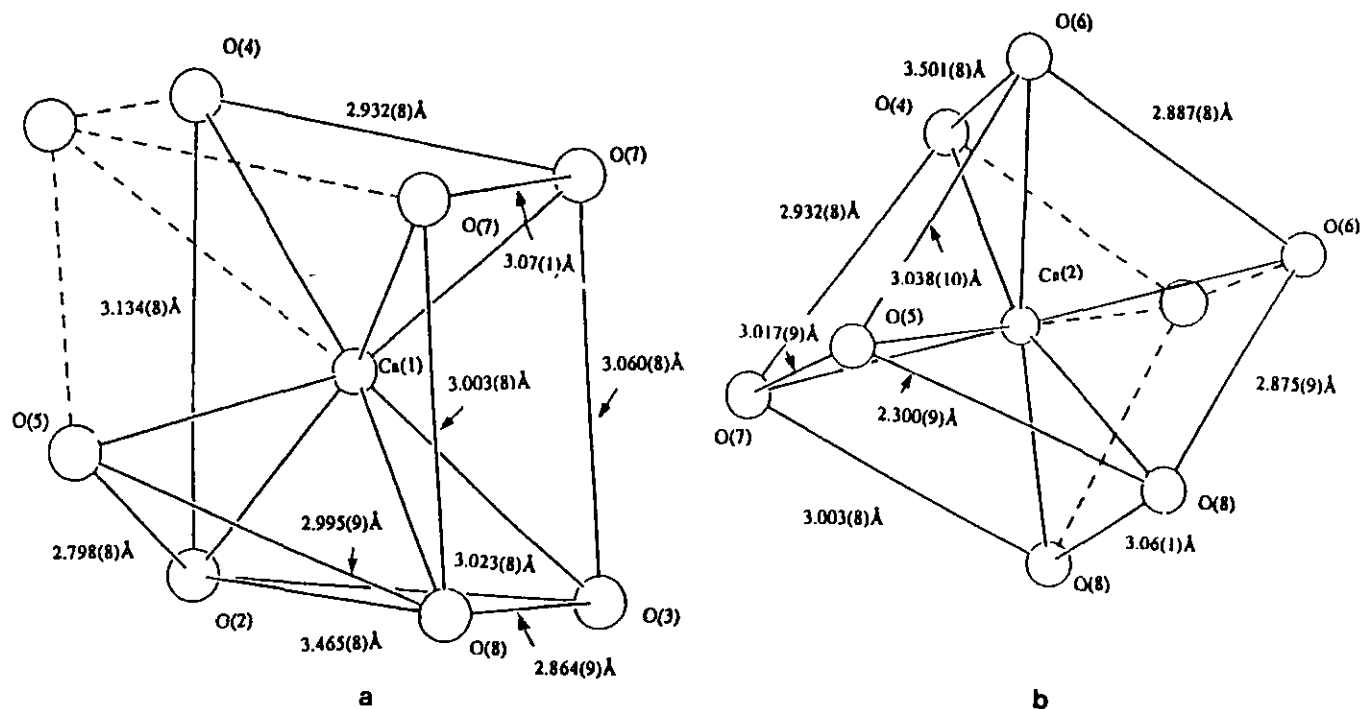 O(4)
2.932(8)Å
O(7)
O(7)
3.07(1)Å
3.134(8)Å
Ca(1)
3.003(8)Å
3.060(8)Å
O(5)
2.995(9)Å
2.798(8)Å
3.023(8)Å
O(2)
O(3)
3.465(8)Å
O(8)
2.864(9)Å
a
O(6)
3.501(8)Å
O(4)
2.887(8)Å
2.932(8)Å
O(6)
3.038(10)Å
Ca(2)
3.017(9)Å
O(5)
2.875(9)Å
2.300(9)Å
O(7)
O(8)
3.003(8)Å
3.06(1)Å
O(8)
b